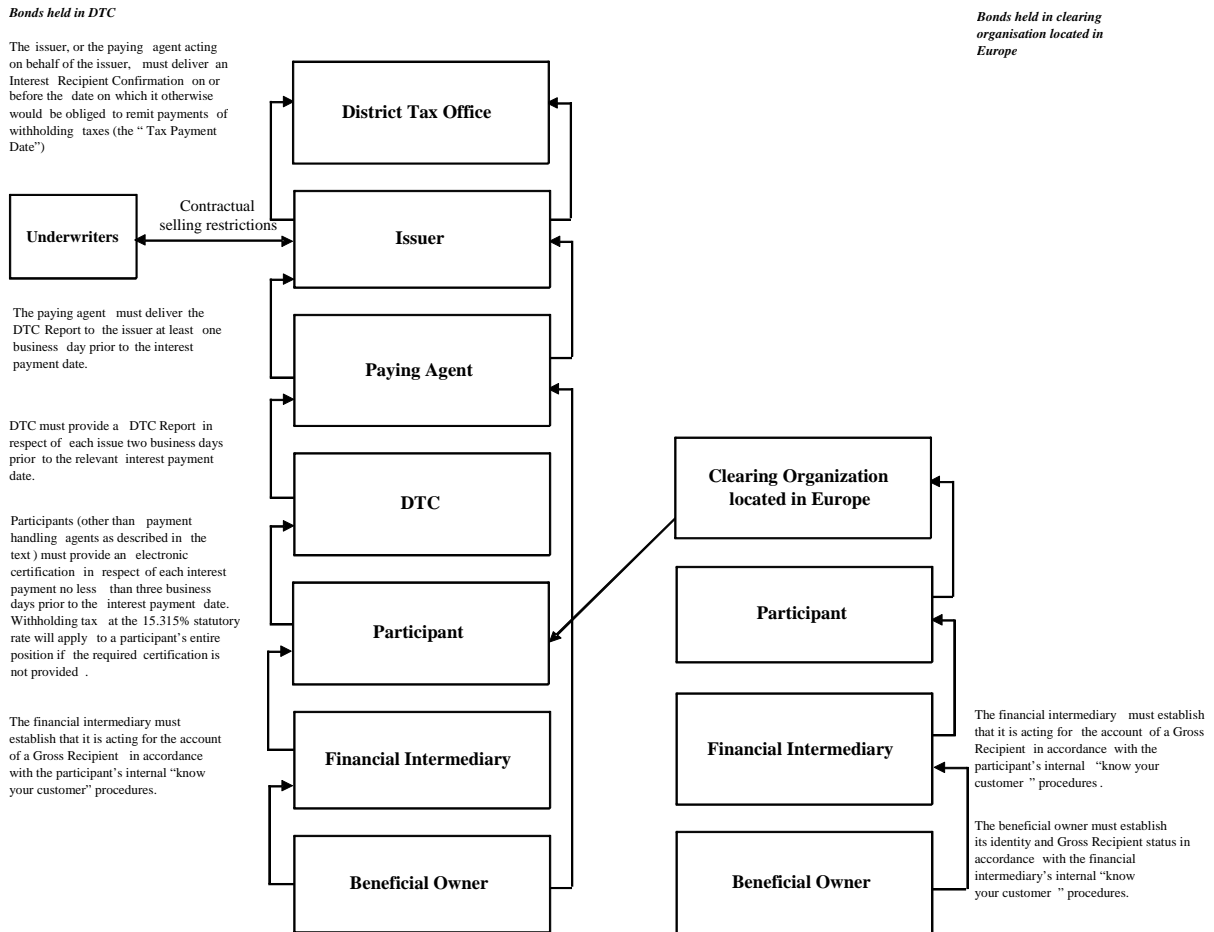 Bonds held in DTC
The issuer, or the paying agent acting
on behalf of the issuer, must deliver an
Interest Recipient Confirmation on or
before the date on which it otherwise
would be obliged to remit payments of
withholding taxes (the “ Tax Payment
Date”)
Bonds held in clearing
organisation located in
Europe
District Tax Office
Contractual
selling restrictions
Underwriters
Issuer
The paying agent must deliver the
DTC Report to the issuer at least one
business day prior to the interest
payment date.
Paying Agent
DTC must provide a DTC Report in
respect of each issue two business days
prior to the relevant interest payment
date.
DTC
Clearing Organization
located in Europe
Participants (other than payment
handling agents as described in the
text ) must provide an electronic
certification in respect of each interest
payment no less than three business
days prior to the interest payment date.
Withholding tax at the 15.315% statutory
rate will apply to a participant’s entire
position if the required certification is
not provided .
Participant
Participant
The financial intermediary must
establish that it is acting for the account
of a Gross Recipient in accordance
with the participant’s internal “know
your customer” procedures.
Financial Intermediary
Financial Intermediary
The financial intermediary must establish
that it is acting for the account of a Gross
Recipient in accordance with the
participant’s internal “know your
customer ” procedures .
The beneficial owner must establish
its identity and Gross Recipient status in
accordance with the financial
intermediary’s internal “know
your customer ” procedures.
Beneficial Owner
Beneficial Owner